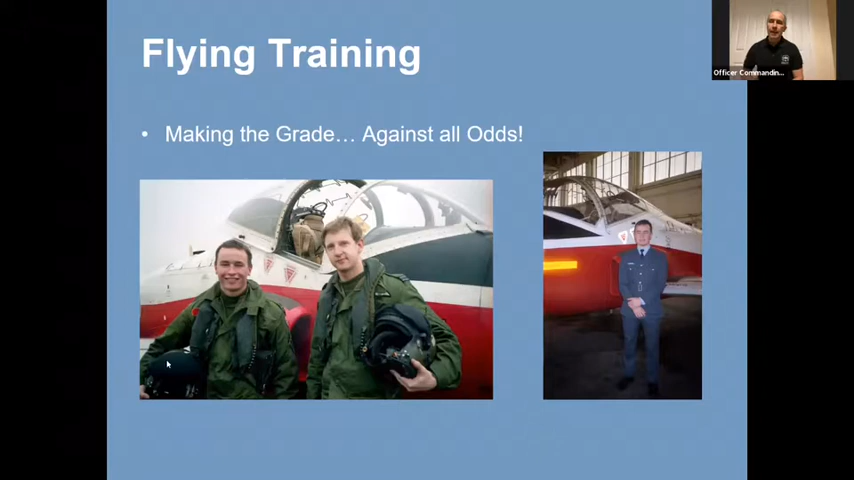 Flying Training
Officer Commandin...
• Making the Grade... Against all Odds!